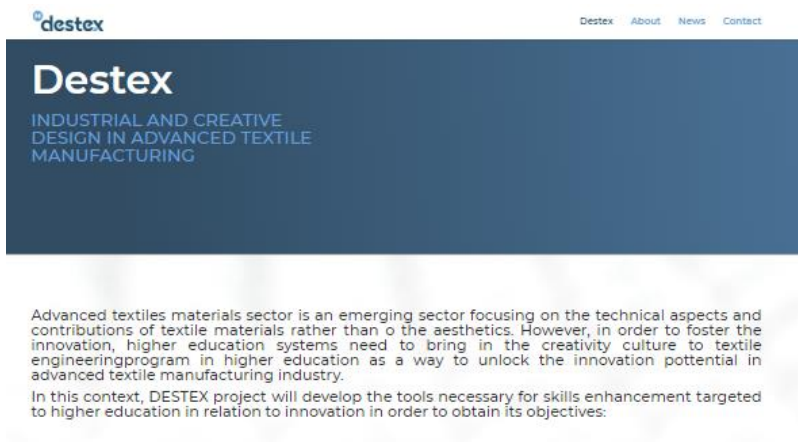 destex
Destex About News Contact
Destex
INDUSTRIAL AND CREATIVE
DESIGN IN ADVANCED TEXTILE
MANUFACTURING
Advanced textiles materials sector is an emerging sector focusing on the technical aspects and
contributions of textile materials rather than o the aesthetics. However, in order to foster the
innovation, higher education systems need to bring in the creativity culture to textile
engineeringprogram in higher education as a way to unlock the innovation pottential in
advanced textile manufacturing industry.
In this context, DESTEX project will develop the tools necessary for skills enhancement targeted
to higher education in relation to innovation in order to obtain its objectives: